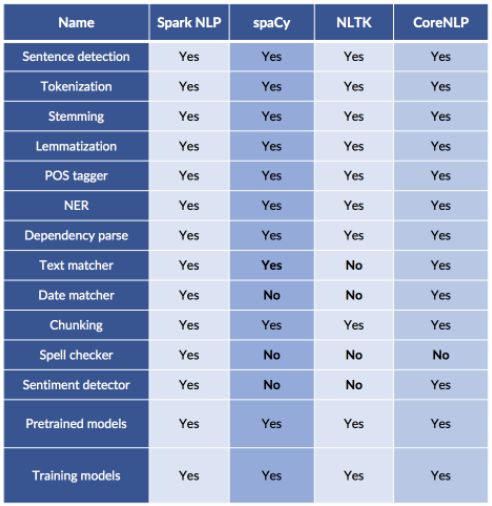 Name Spark NLP spaCy NLTK CoreNLP
Sentence detection Yes Yes Yes Yes
Tokenization Yes Yes Yes Yes
Stemming Yes Yes Yes Yes
Lemmatization Yes Yes Yes Yes
POS tagger Yes Yes Yes Yes
NER Yes Yes Yes Yes
Dependency parse Yes Yes Yes Yes
Text matcher Yes Yes No Yes
Date matcher Yes No No Yes
Chunking Yes Yes Yes Yes
Spell checker Yes No No No
Sentiment detector Yes No No Yes
Pretrained models Yes Yes Yes Yes
Training models Yes Yes Yes Yes